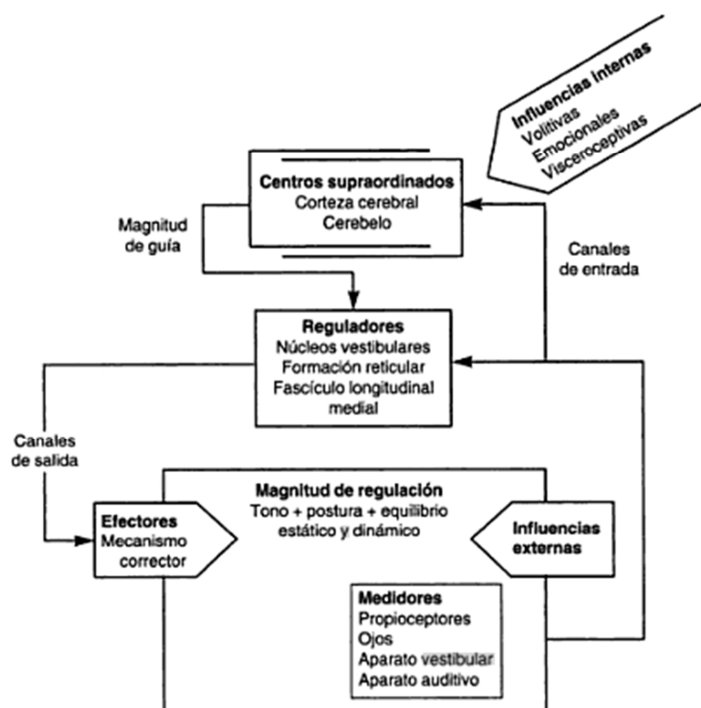 Influencias internas
Volitivas
Emocionales
Visceroceptivas
Centros supraordinados
Corteza cerebral
Cerebelo
Magnitud
de guía
Canales
de entrada
Reguladores
Núcleos vestibulares
Formación reticular
Fascículo longitudinal
medial
Canales
de salida
Magnitud de regulación
Tono + postura + equilibrio
estático y dinámico
Efectores
Mecanismo
corrector
Influencias
externas
Medidores
Propioceptores
Ojos
Aparato vestibular
Aparato auditivo